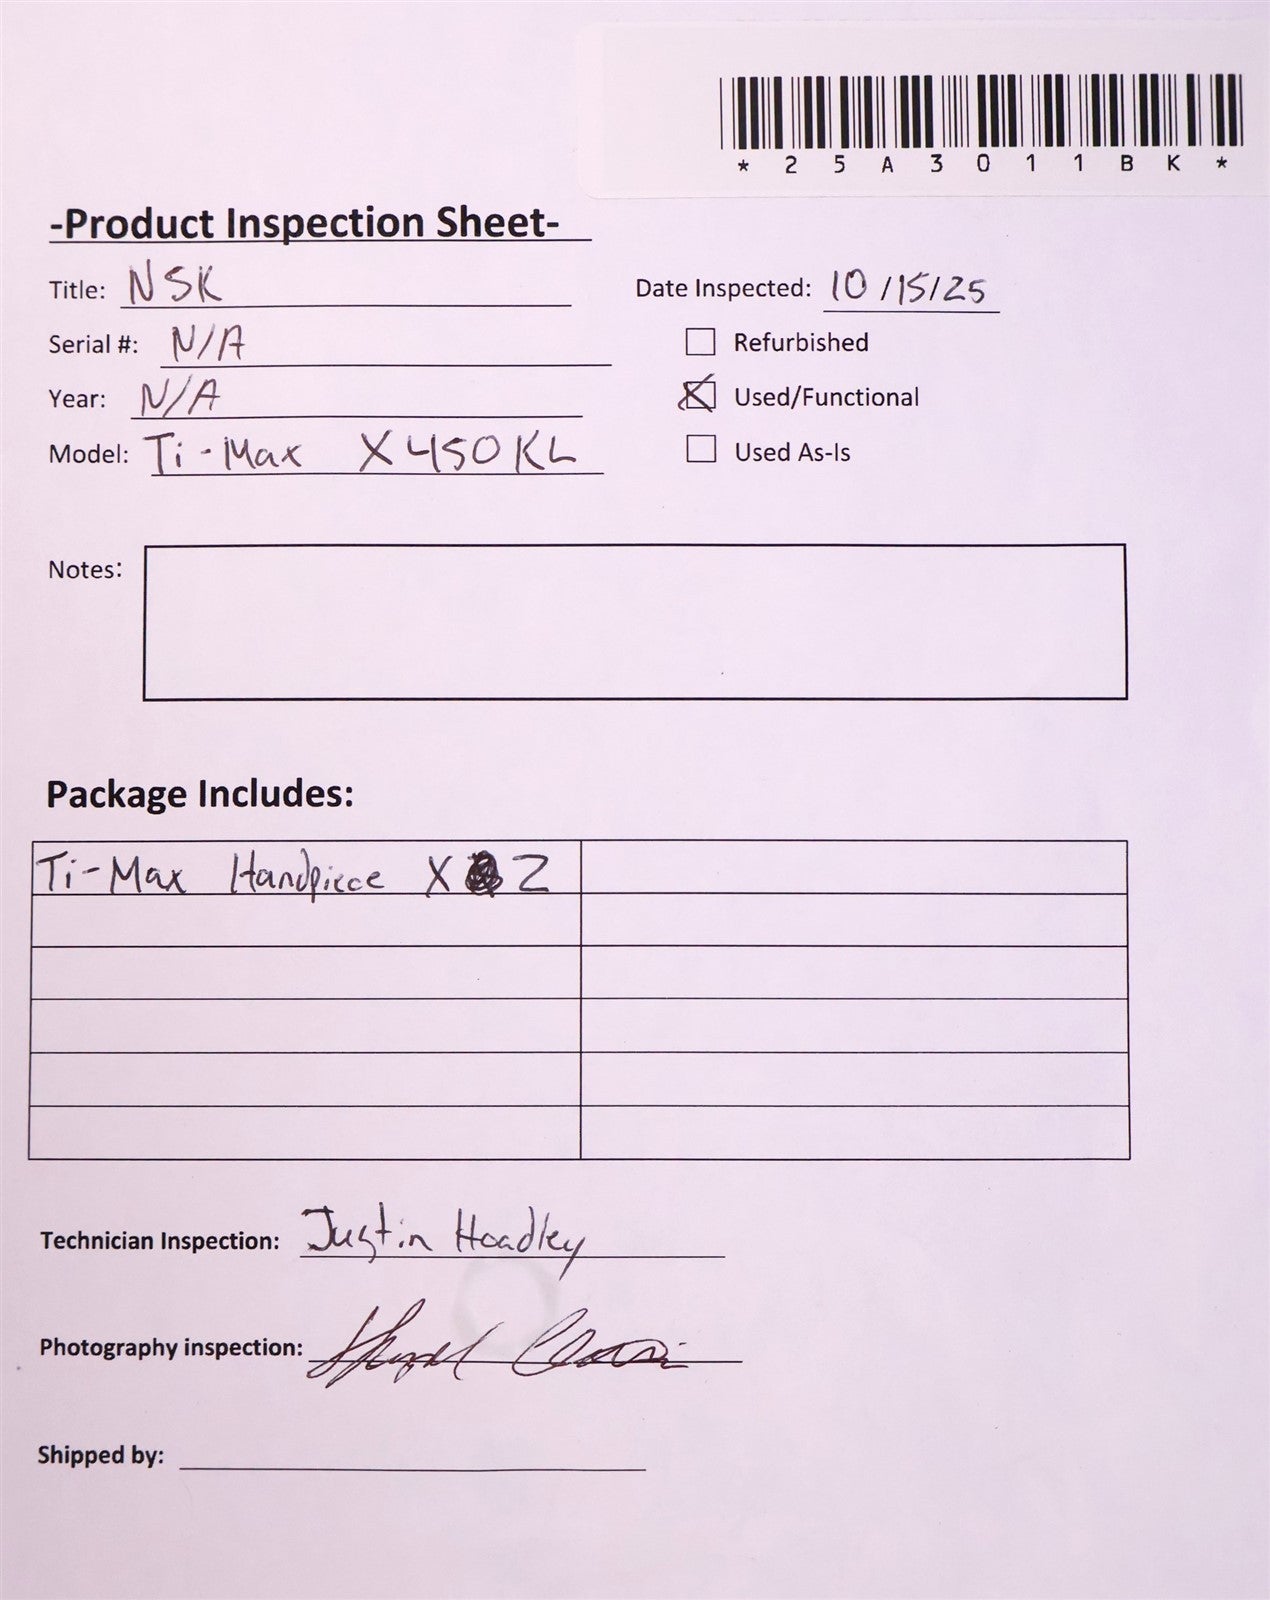 *25A3011BK*
-Product Inspection Sheet-
Title: NSK
Date Inspected: 10/15/25
Serial #: N/A
Refurbished
Year: N/A
Used/Functional
Model: Ti-Max X450KL
Used As-Is
Notes:
Package Includes:
Ti-Max Handpiece X 2
Technician Inspection: Justin Hoadley
Photography inspection:
Shipped by: